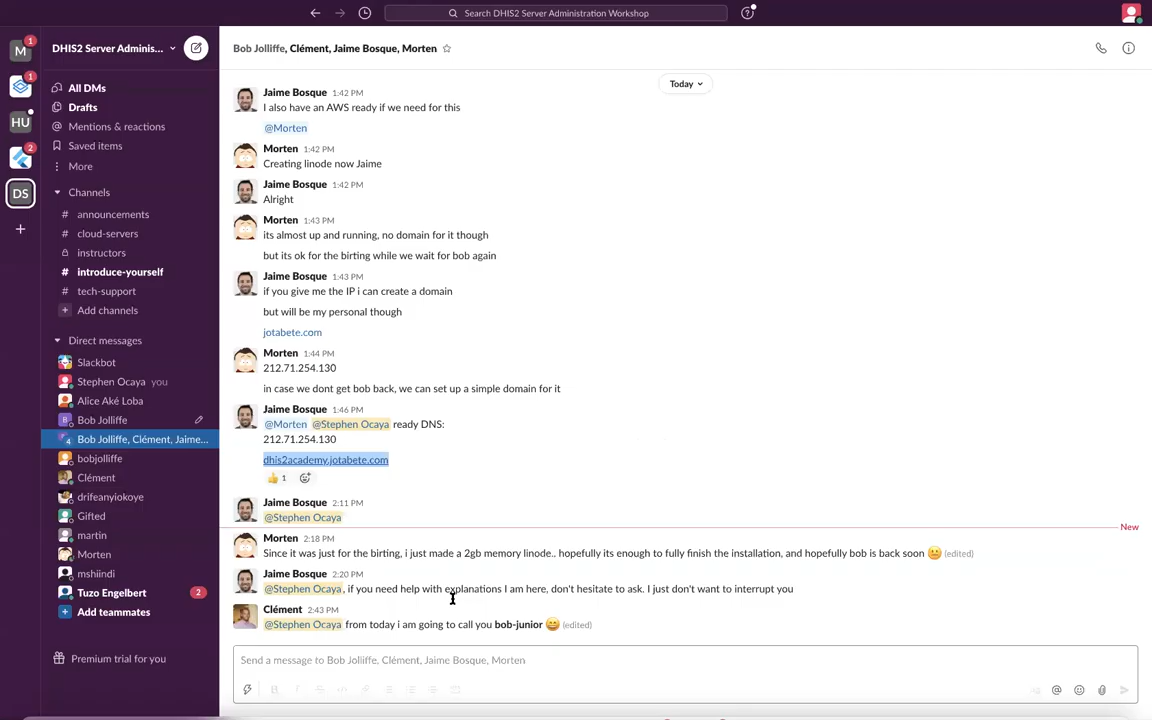 Search DHIS2 Server Administration Workshop
M
1
1
HU
2
DS
DHIS2 Server Adminis...
All DMs
Drafts
Mentions & reactions
Saved items
More
Channels
# announcements
# cloud-servers
instructors
# introduce-yourself
# tech-support
+ Add channels
Direct messages
Slackbot
Stephen Ocaya you
Alice Aké Loba
B Bob Jolliffe
4 Bob Jolliffe, Clément, Jaime...
bobjolliffe
Clément
drifeanyiokoye
Gifted
martin
Morten
mshiindi
Tuzo Engelbert 2
+ Add teammates
Premium trial for you
Bob Jolliffe, Clément, Jaime Bosque, Morten
Today
Jaime Bosque 1:42 PM
I also have an AWS ready if we need for this
@Morten
Morten 1:42 PM
Creating linode now Jaime
Jaime Bosque 1:42 PM
Alright
Morten 1:43 PM
its almost up and running, no domain for it though
but its ok for the birting while we wait for bob again
Jaime Bosque 1:43 PM
if you give me the IP i can create a domain
but will be my personal though
jotabete.com
Morten 1:44 PM
212.71.254.130
in case we dont get bob back, we can set up a simple domain for it
Jaime Bosque 1:46 PM
@Morten @Stephen Ocaya ready DNS:
212.71.254.130
dhis2academy.jotabete.com
👍 1
Jaime Bosque 2:11 PM
@Stephen Ocaya
New
Morten 2:18 PM
Since it was just for the birting, i just made a 2gb memory linode.. hopefully its enough to fully finish the installation, and hopefully bob is back soon 😐 (edited)
Jaime Bosque 2:20 PM
@Stephen Ocaya, if you need help with explanations I am here, don't hesitate to ask. I just don't want to interrupt you
Clément 2:43 PM
@Stephen Ocaya from today i am going to call you bob-junior 😄 (edited)
Send a message to Bob Jolliffe, Clément, Jaime Bosque, Morten